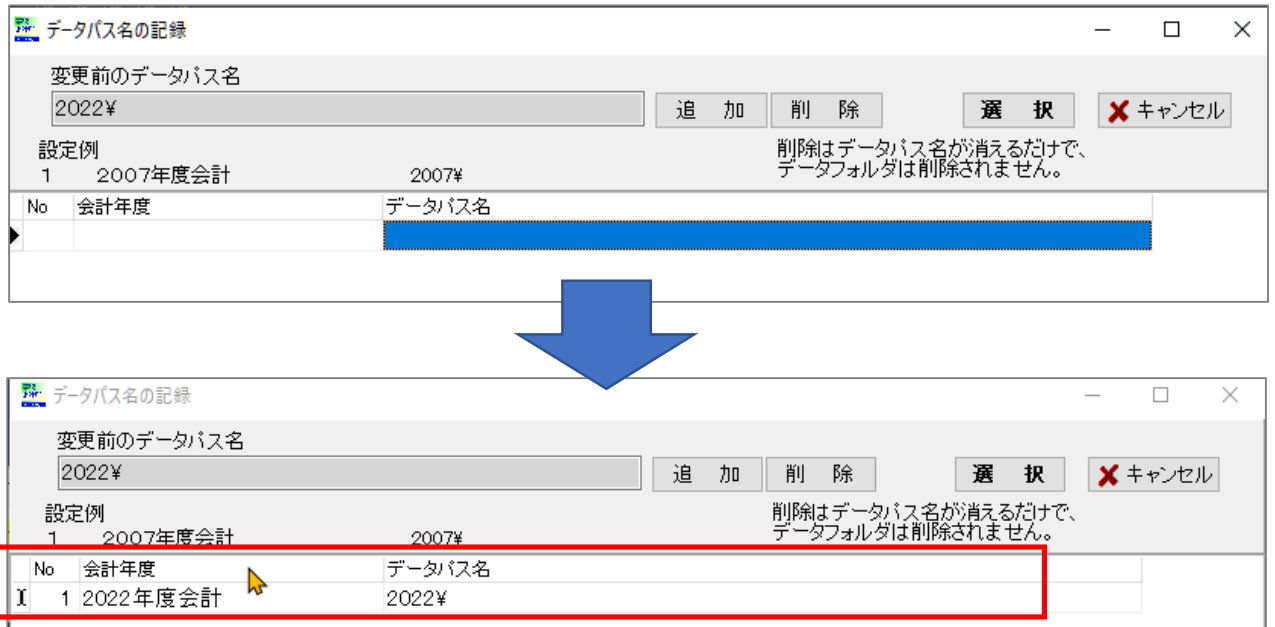 データパス名の記録
変更前のデータパス名
2022¥ 追 加 削 除 選 択 キャンセル
設定例 削除はデータパス名が消えるだけで、
1 2007年度会計 2007¥ データフォルダは削除されません。
No 会計年度 データパス名
データパス名の記録
変更前のデータパス名
2022¥ 追 加 削 除 選 択 キャンセル
設定例 削除はデータパス名が消えるだけで、
1 2007年度会計 2007¥ データフォルダは削除されません。
No 会計年度 データパス名
1 2022年度会計 2022¥